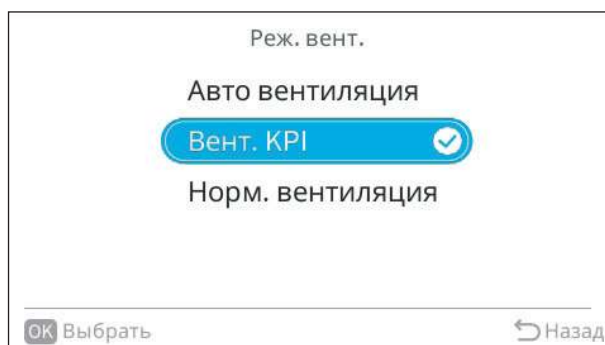 Реж. вент.
Авто вентиляция
Вент. KPI
Норм. вентиляция
OK Выбрать
Назад